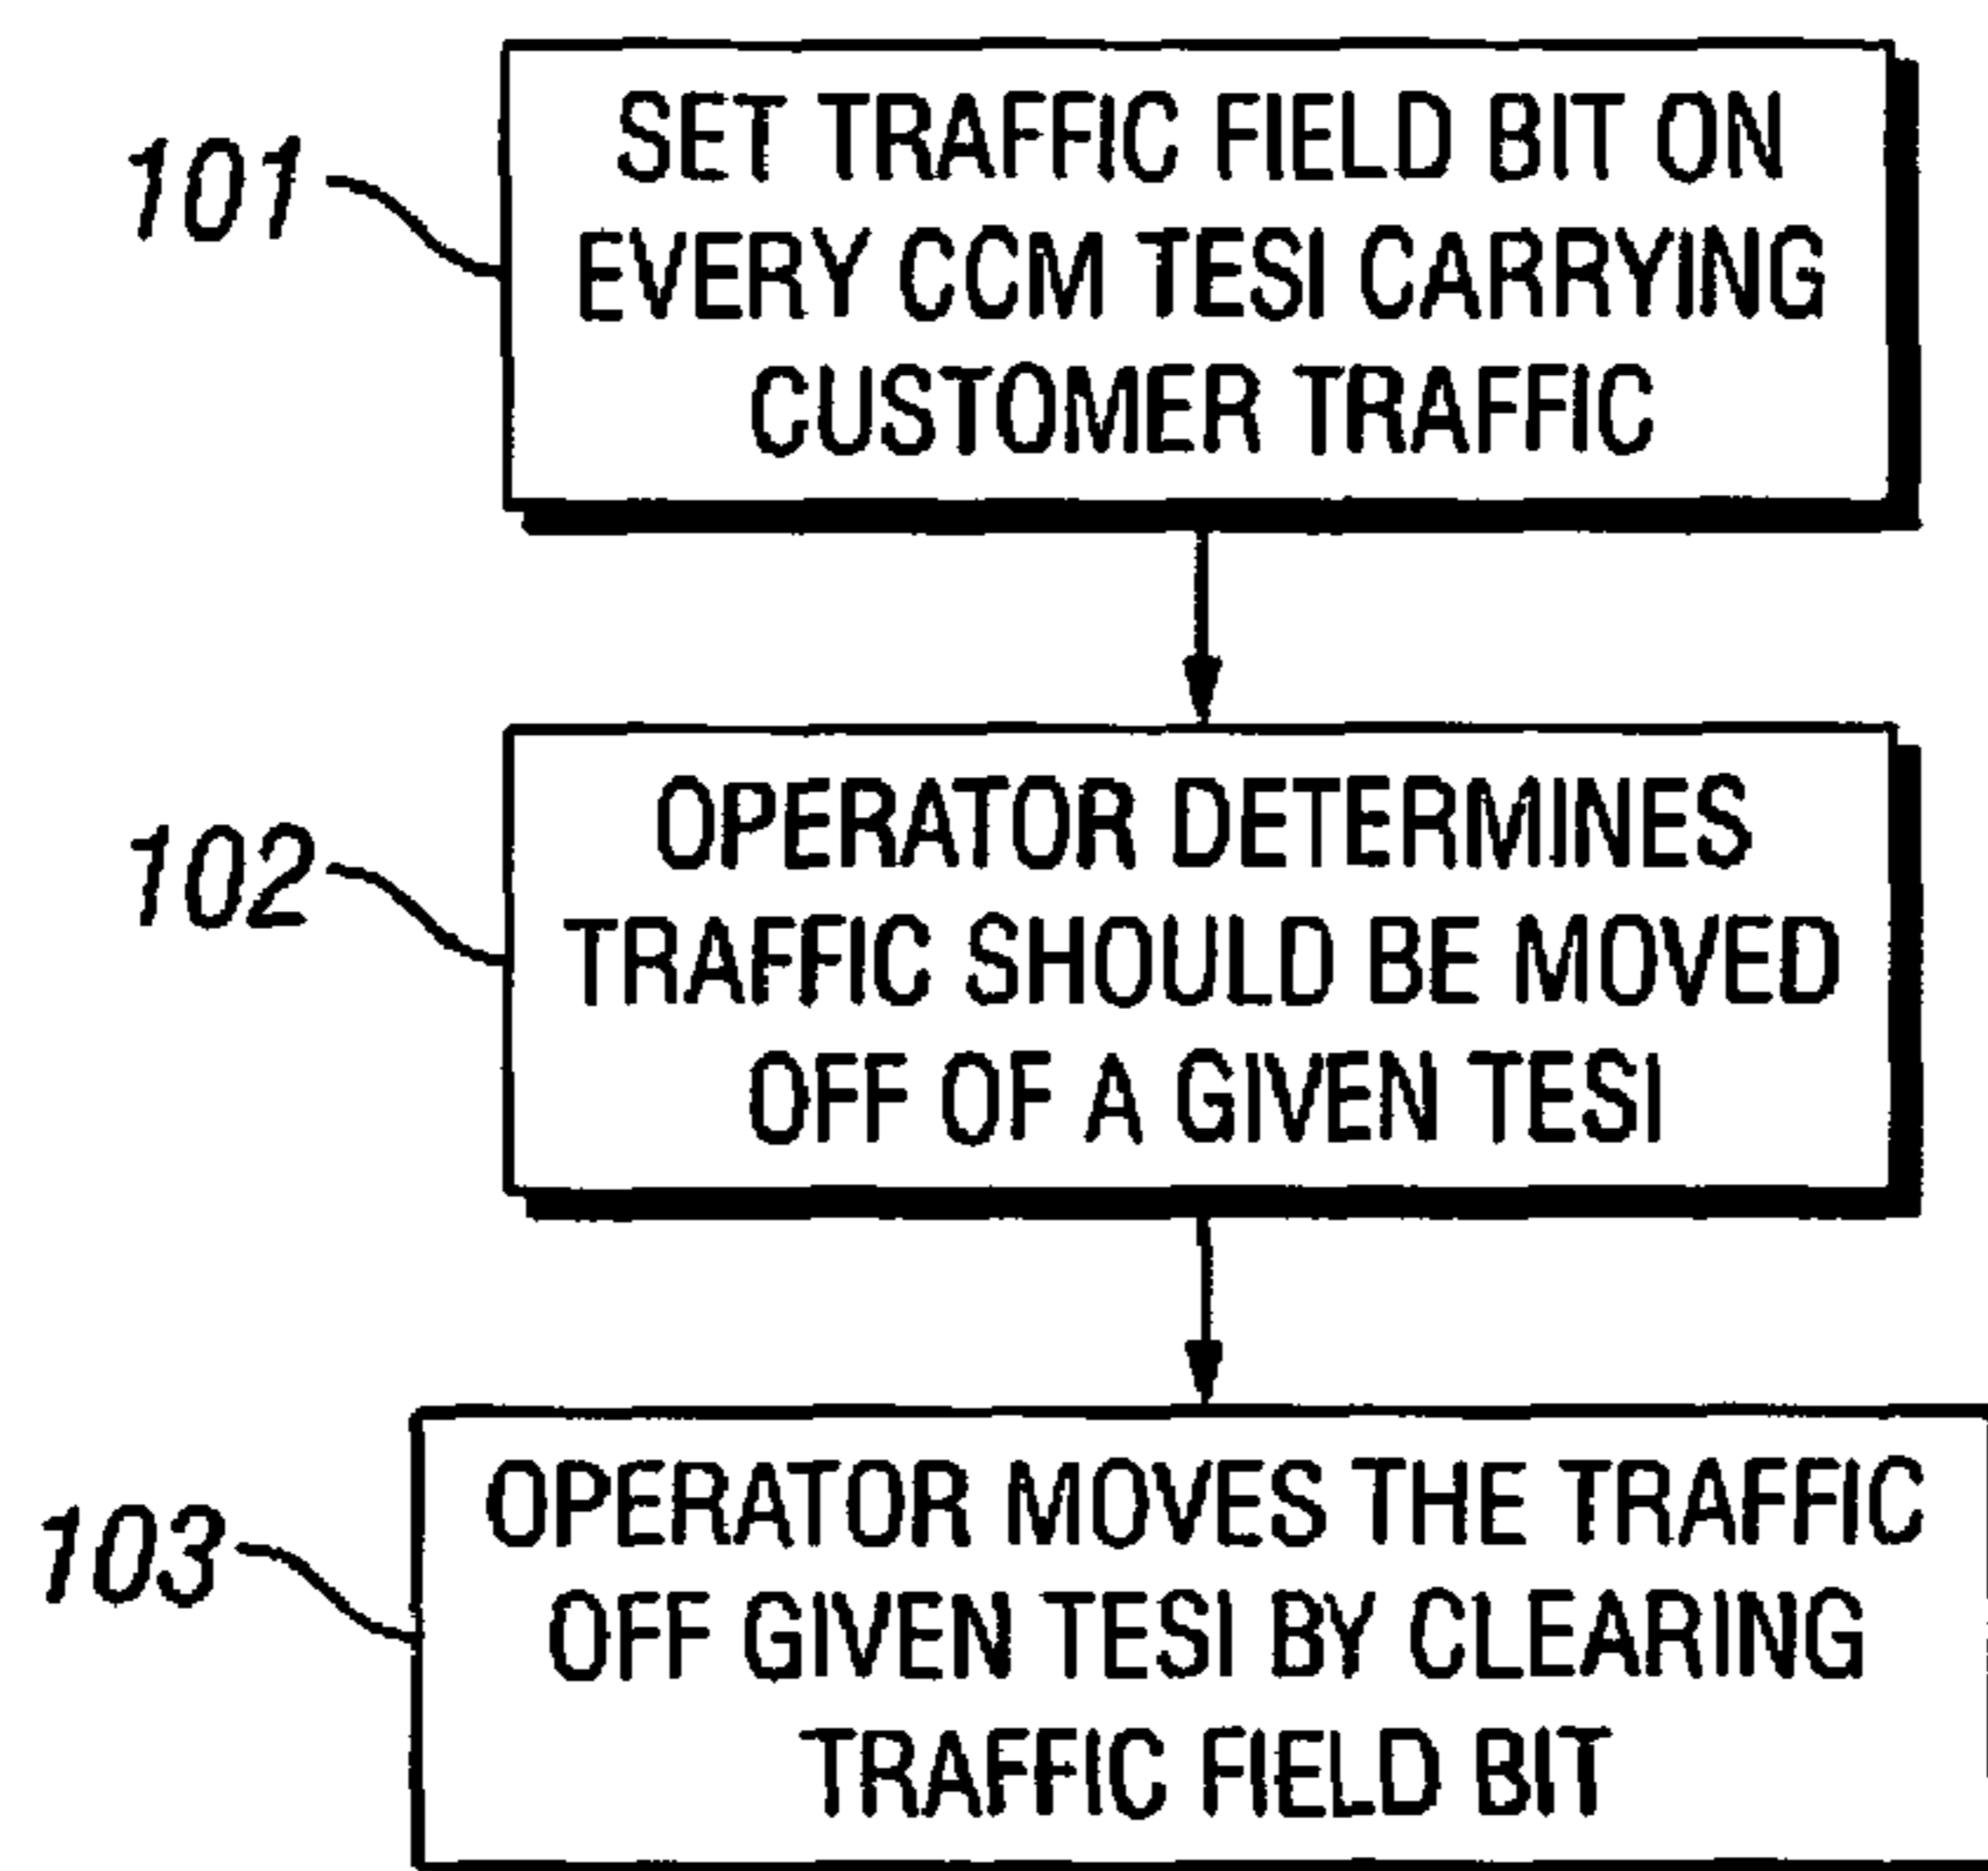 101
SET TRAFFIC FIELD BIT ON
EVERY CCM TESI CARRYING
CUSTOMER TRAFFIC
102
OPERATOR DETERMINES
TRAFFIC SHOULD BE MOVED
OFF OF A GIVEN TESI
103
OPERATOR MOVES THE TRAFFIC
OFF GIVEN TESI BY CLEARING
TRAFFIC FIELD BIT